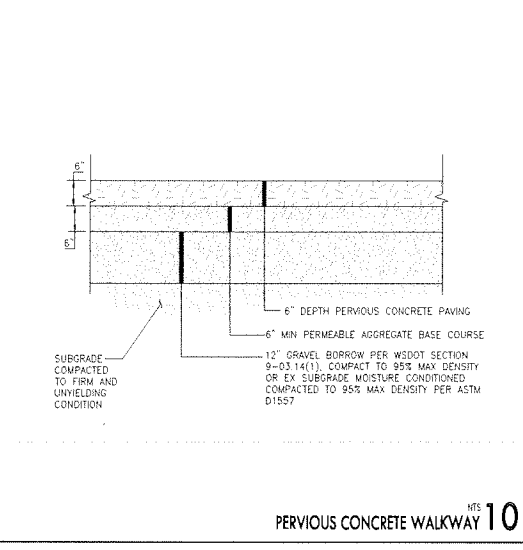 6"
6"
6" DEPTH PERVIOUS CONCRETE PAVING
6" MIN PERMEABLE AGGREGATE BASE COURSE
12" GRAVEL BORROW PER WSDOT SECTION
9-03.14(1), COMPACT TO 95% MAX DENSITY
OR EX SUBGRADE MOISTURE CONDITIONED
COMPACTED TO 95% MAX DENSITY PER ASTM
D1557
SUBGRADE
COMPACTED
TO FIRM AND
UNYIELDING
CONDITION
NTS
PERVIOUS CONCRETE WALKWAY 10